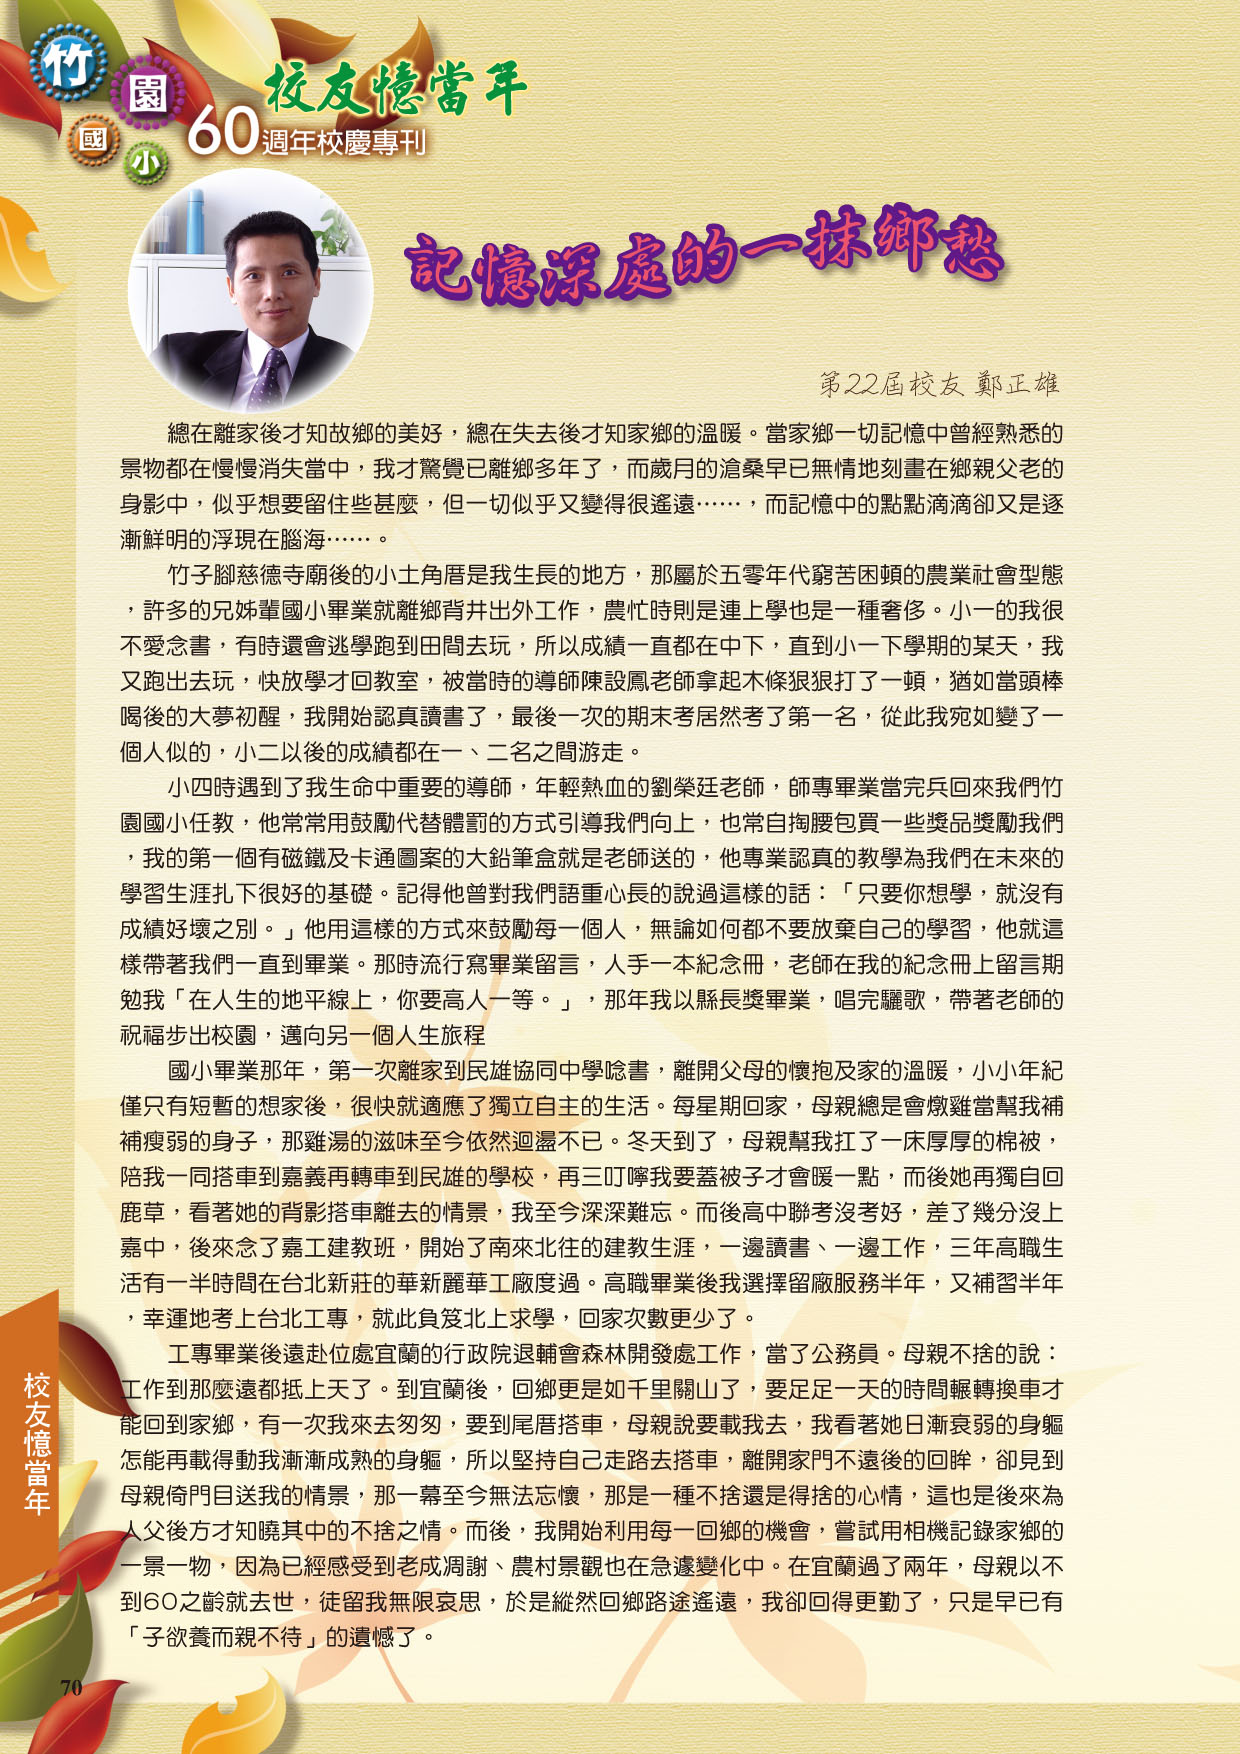 竹園國小
校友憶當年
60週年校慶專刊
記憶深處的一抹鄉愁
第22屆校友 鄭正雄
總在離家後才知故鄉的美好，總在失去後才知家鄉的溫暖。當家鄉一切記憶中曾經熟悉的
景物都在慢慢消失當中，我才驚覺已離鄉多年了，而歲月的滄桑早已無情地刻畫在鄉親父老的
身影中，似乎想要留住些甚麼，但一切似乎又變得很遙遠……，而記憶中的點點滴滴卻又是逐
漸鮮明的浮現在腦海……。
竹子腳慈德寺廟後的小土角厝是我生長的地方，那屬於五零年代窮苦困頓的農業社會型態
，許多的兄姊輩國小畢業就離鄉背井出外工作，農忙時則是連上學也是一種奢侈。小一的我很
不愛念書，有時還會逃學跑到田間去玩，所以成績一直都在中下，直到小一下學期的某天，我
又跑出去玩，快放學才回教室，被當時的導師陳設鳳老師拿起木條狠狠打了一頓，猶如當頭棒
喝後的大夢初醒，我開始認真讀書了，最後一次的期末考居然考了第一名，從此我宛如變了一
個人似的，小二以後的成績都在一、二名之間游走。
小四時遇到了我生命中重要的導師，年輕熱血的劉榮廷老師，師專畢業當完兵回來我們竹
園國小任教，他常常用鼓勵代替體罰的方式引導我們向上，也常自掏腰包買一些獎品獎勵我們
，我的第一個有磁鐵及卡通圖案的大鉛筆盒就是老師送的，他專業認真的教學為我們在未來的
學習生涯扎下很好的基礎。記得他曾對我們語重心長的說過這樣的話：「只要你想學，就沒有
成績好壞之別。」他用這樣的方式來鼓勵每一個人，無論如何都不要放棄自己的學習，他就這
樣帶著我們一直到畢業。那時流行寫畢業留言，人手一本紀念冊，老師在我的紀念冊上留言期
勉我「在人生的地平線上，你要高人一等。」，那年我以縣長獎畢業，唱完驪歌，帶著老師的
祝福步出校園，邁向另一個人生旅程
國小畢業那年，第一次離家到民雄協同中學唸書，離開父母的懷抱及家的溫暖，小小年紀
僅只有短暫的想家後，很快就適應了獨立自主的生活。每星期回家，母親總是會燉雞當幫我補
補瘦弱的身子，那雞湯的滋味至今依然迴盪不已。冬天到了，母親幫我扛了一床厚厚的棉被，
陪我一同搭車到嘉義再轉車到民雄的學校，再三叮嚀我要蓋被子才會暖一點，而後她再獨自回
鹿草，看著她的背影搭車離去的情景，我至今深深難忘。而後高中聯考沒考好，差了幾分沒上
嘉中，後來念了嘉工建教班，開始了南來北往的建教生涯，一邊讀書、一邊工作，三年高職生
活有一半時間在台北新莊的華新麗華工廠度過。高職畢業後我選擇留廠服務半年，又補習半年
，幸運地考上台北工專，就此負笈北上求學，回家次數更少了。
工專畢業後遠赴位處宜蘭的行政院退輔會森林開發處工作，當了公務員。母親不捨的說：
工作到那麼遠都抵上天了。到宜蘭後，回鄉更是如千里關山了，要足足一天的時間輾轉換車才
能回到家鄉，有一次我來去匆匆，要到尾厝搭車，母親說要載我去，我看著她日漸衰弱的身軀
怎能再載得動我漸漸成熟的身軀，所以堅持自己走路去搭車，離開家門不遠後的回眸，卻見到
母親倚門目送我的情景，那一幕至今無法忘懷，那是一種不捨還是得捨的心情，這也是後來為
人父後方才知曉其中的不捨之情。而後，我開始利用每一回鄉的機會，嘗試用相機記錄家鄉的
一景一物，因為已經感受到老成凋謝、農村景觀也在急遽變化中。在宜蘭過了兩年，母親以不
到60之齡就去世，徒留我無限哀思，於是縱然回鄉路途遙遠，我卻回得更勤了，只是早已有
「子欲養而親不待」的遺憾了。
校友憶當年
70